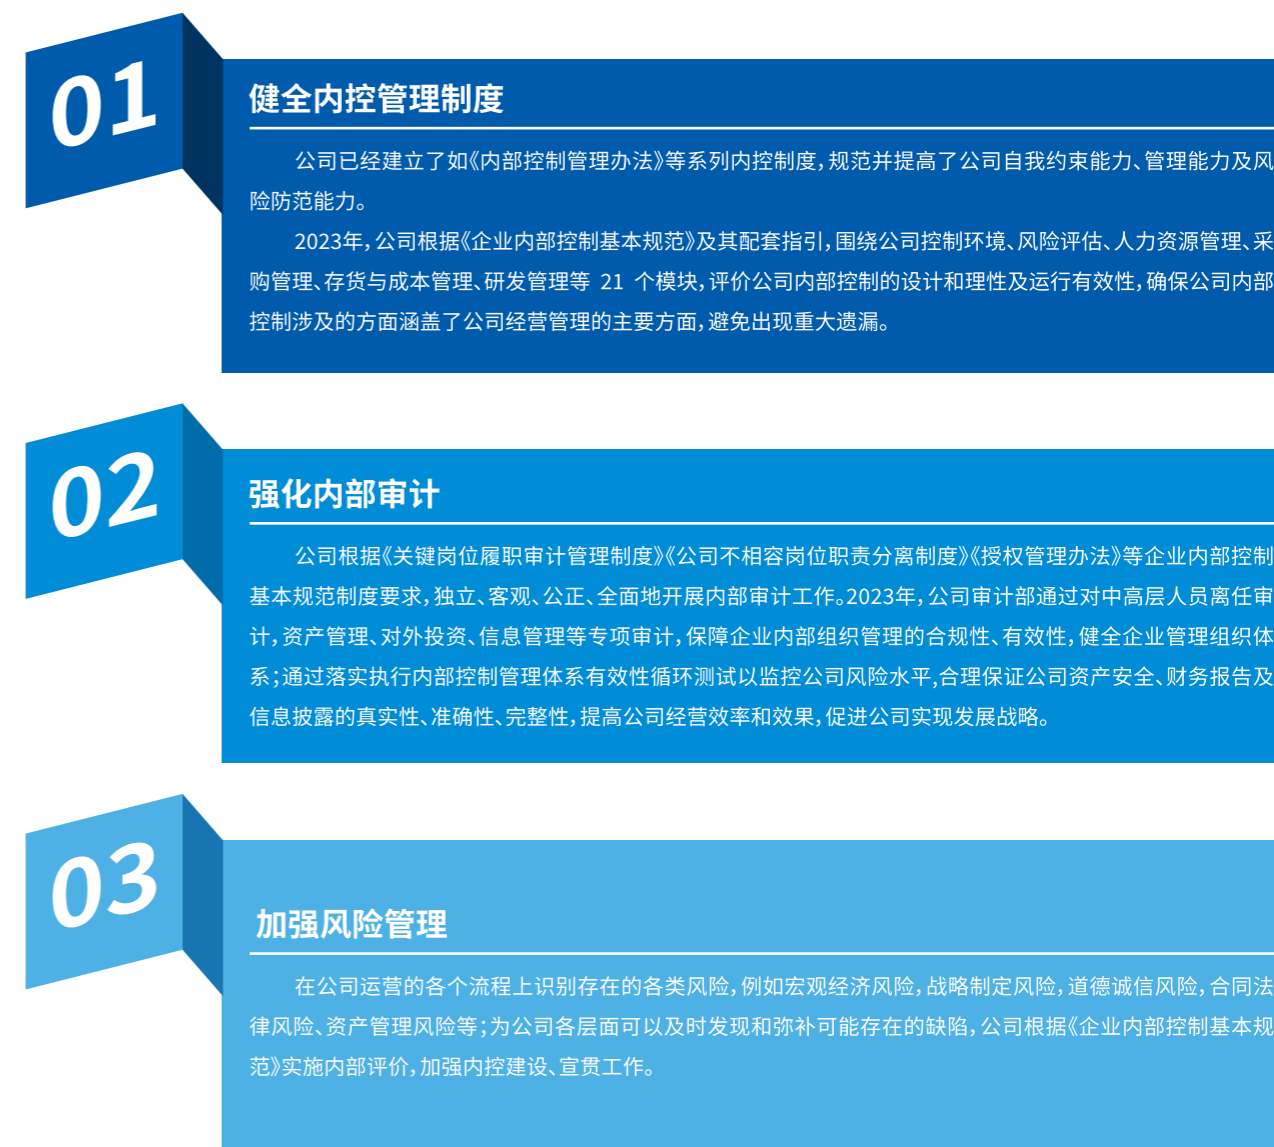 01
健全内控管理制度
公司已经建立了如《内部控制管理办法》等系列内控制度，规范并提高了公司自我约束能力、管理能力及风
险防范能力。
2023年，公司根据《企业内部控制基本规范》及其配套指引，围绕公司控制环境、风险评估、人力资源管理、采
购管理、存货与成本管理、研发管理等 21 个模块，评价公司内部控制的设计和理性及运行有效性，确保公司内部
控制涉及的方面涵盖了公司经营管理的主要方面，避免出现重大遗漏。
02
强化内部审计
公司根据《关键岗位履职审计管理制度》《公司不相容岗位职责分离制度》《授权管理办法》等企业内部控制
基本规范制度要求，独立、客观、公正、全面地开展内部审计工作。2023年，公司审计部通过对中高层人员离任审
计，资产管理、对外投资、信息管理等专项审计，保障企业内部组织管理的合规性、有效性，健全企业管理组织体
系；通过落实执行内部控制管理体系有效性循环测试以监控公司风险水平,合理保证公司资产安全、财务报告及
信息披露的真实性、准确性、完整性，提高公司经营效率和效果，促进公司实现发展战略。
03
加强风险管理
在公司运营的各个流程上识别存在的各类风险，例如宏观经济风险，战略制定风险，道德诚信风险，合同法
律风险、资产管理风险等；为公司各层面可以及时发现和弥补可能存在的缺陷，公司根据《企业内部控制基本规
范》实施内部评价，加强内控建设、宣贯工作。